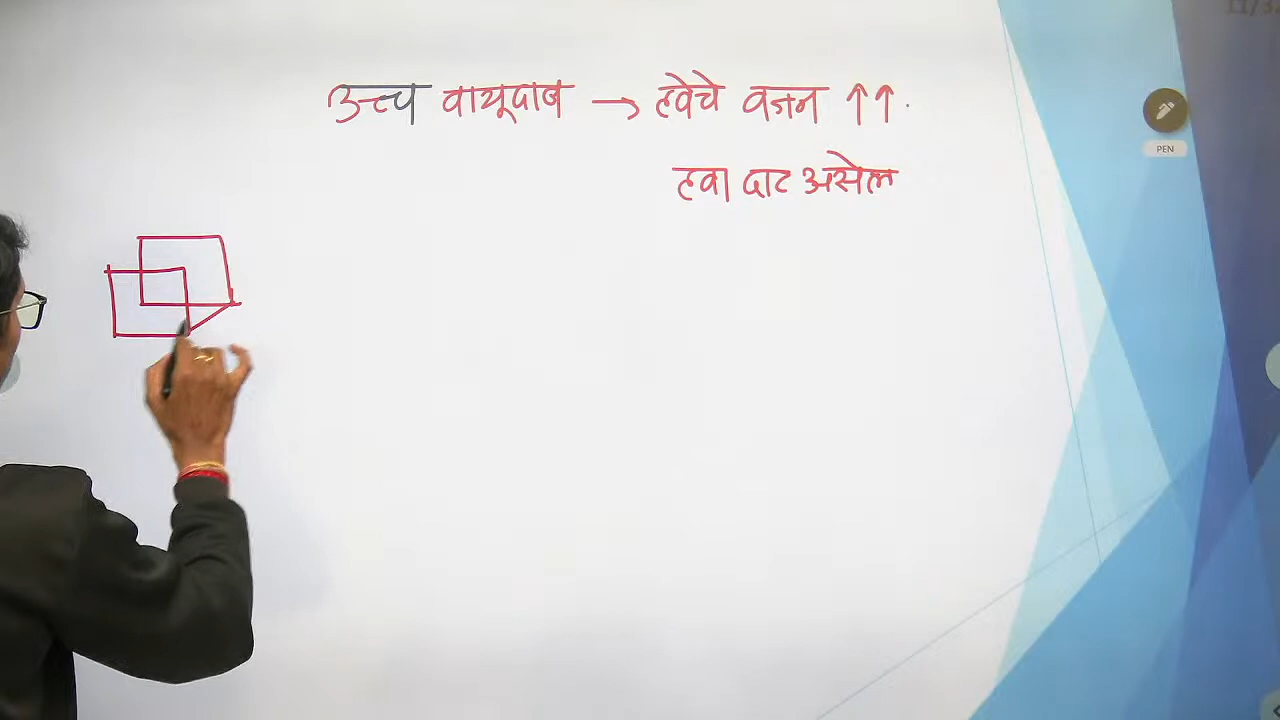 उच्च वायूदाब → हवेचे वजन ↑↑.
हवा दाट असेल
PEN